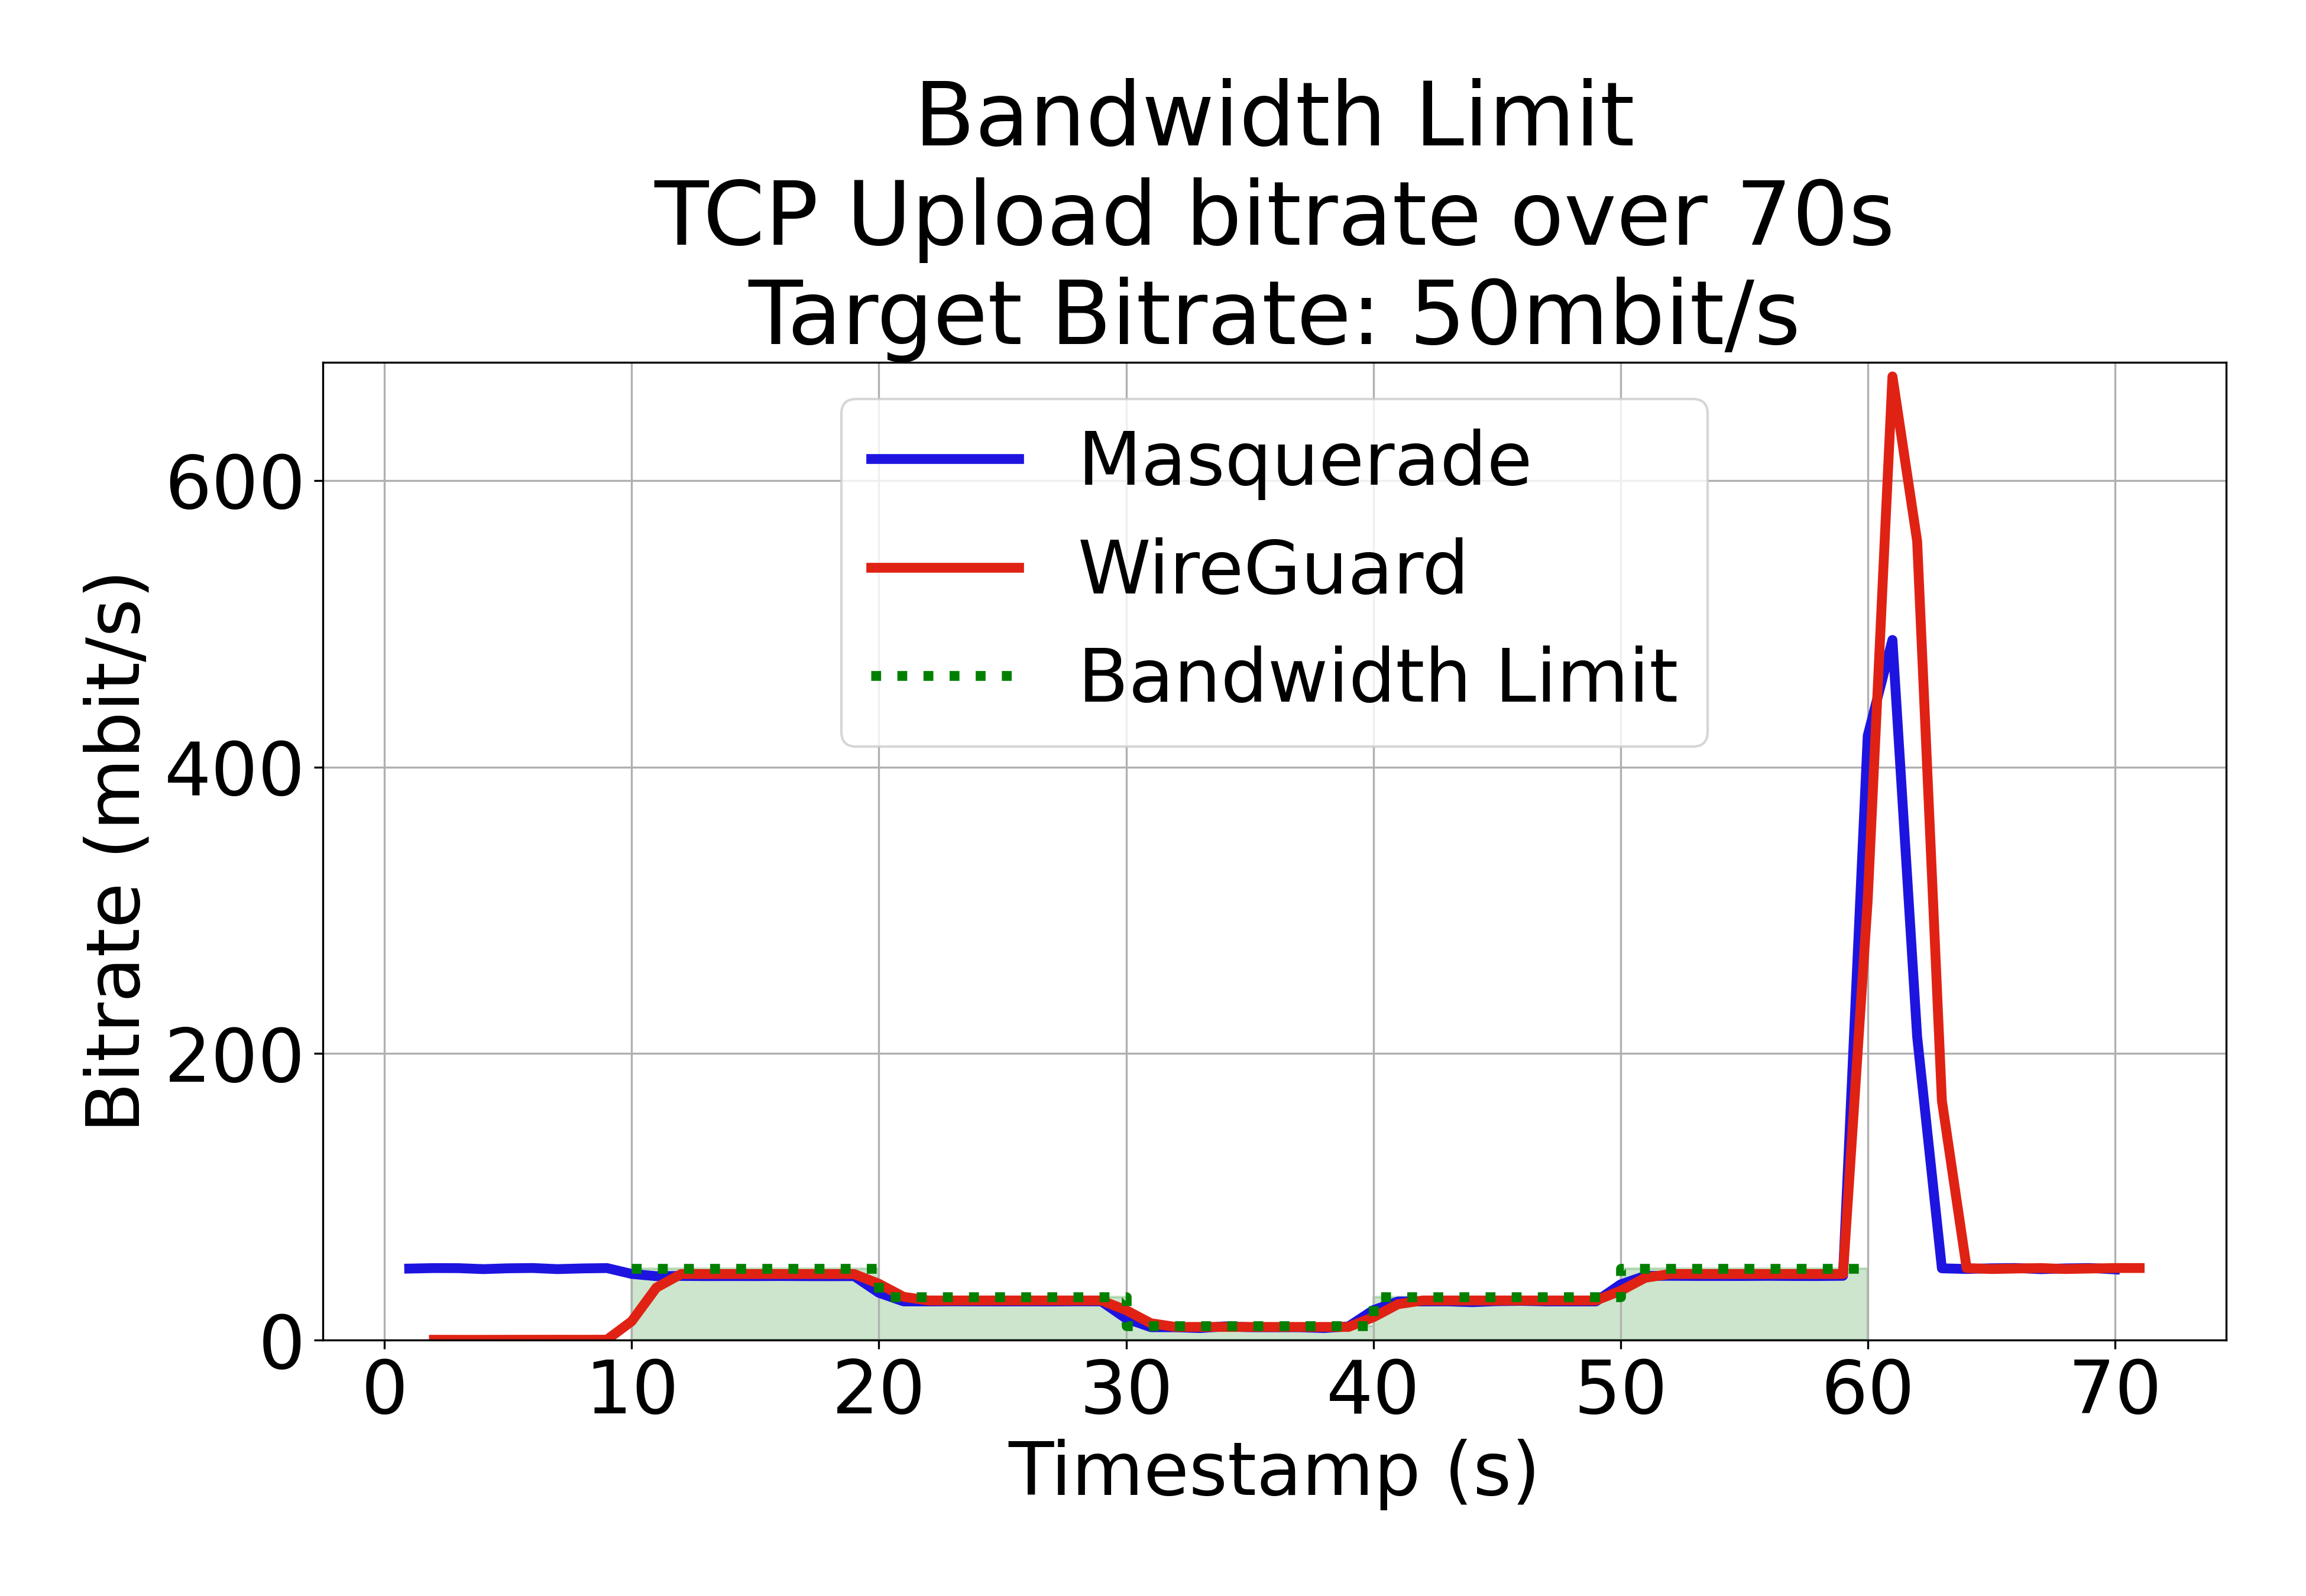 Bandwidth Limit
TCP Upload bitrate over 70s
Target Bitrate: 50mbit/s
Masquerade
WireGuard
Bandwidth Limit
Bitrate (mbit/s)
600
400
200
0
0 10 20 30 40 50 60 70
Timestamp (s)